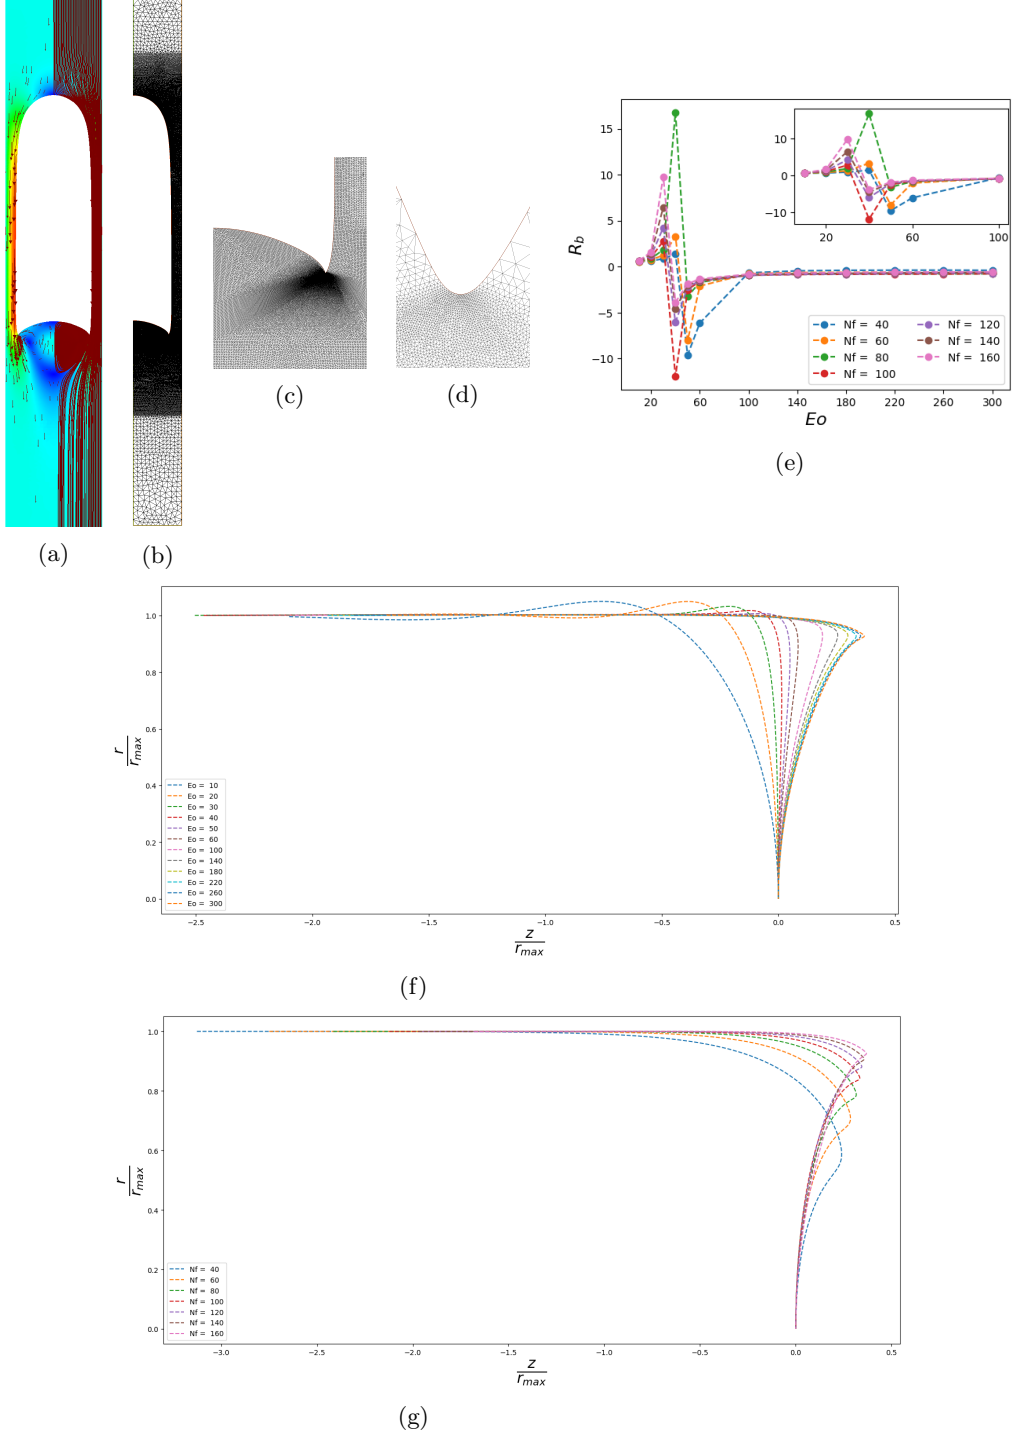 (a)
(b)
(c)
(d)
15
10
5
0
−5
−10
R_b
20 60 100 140 180 220 260 300
Eo
10
0
−10
20 60 100
Nf = 40
Nf = 60
Nf = 80
Nf = 100
Nf = 120
Nf = 140
Nf = 160
(e)
1.0
0.8
0.6
0.4
0.2
0.0
r
r_max
Eo = 10
Eo = 20
Eo = 30
Eo = 40
Eo = 50
Eo = 60
Eo = 100
Eo = 140
Eo = 180
Eo = 220
Eo = 260
Eo = 300
−2.5 −2.0 −1.5 −1.0 −0.5 0.0 0.5
z
r_max
(f)
1.0
0.8
0.6
0.4
0.2
0.0
r
r_max
Nf = 40
Nf = 60
Nf = 80
Nf = 100
Nf = 120
Nf = 140
Nf = 160
−3.0 −2.5 −2.0 −1.5 −1.0 −0.5 0.0 0.5
z
r_max
(g)